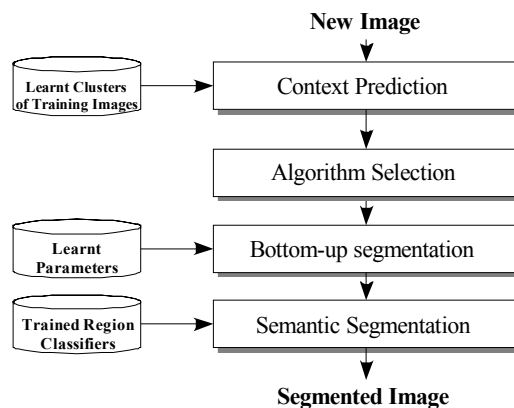 New Image
Learnt Clusters
of Training Images
Context Prediction
Algorithm Selection
Learnt
Parameters
Bottom-up segmentation
Trained Region
Classifiers
Semantic Segmentation
Segmented Image